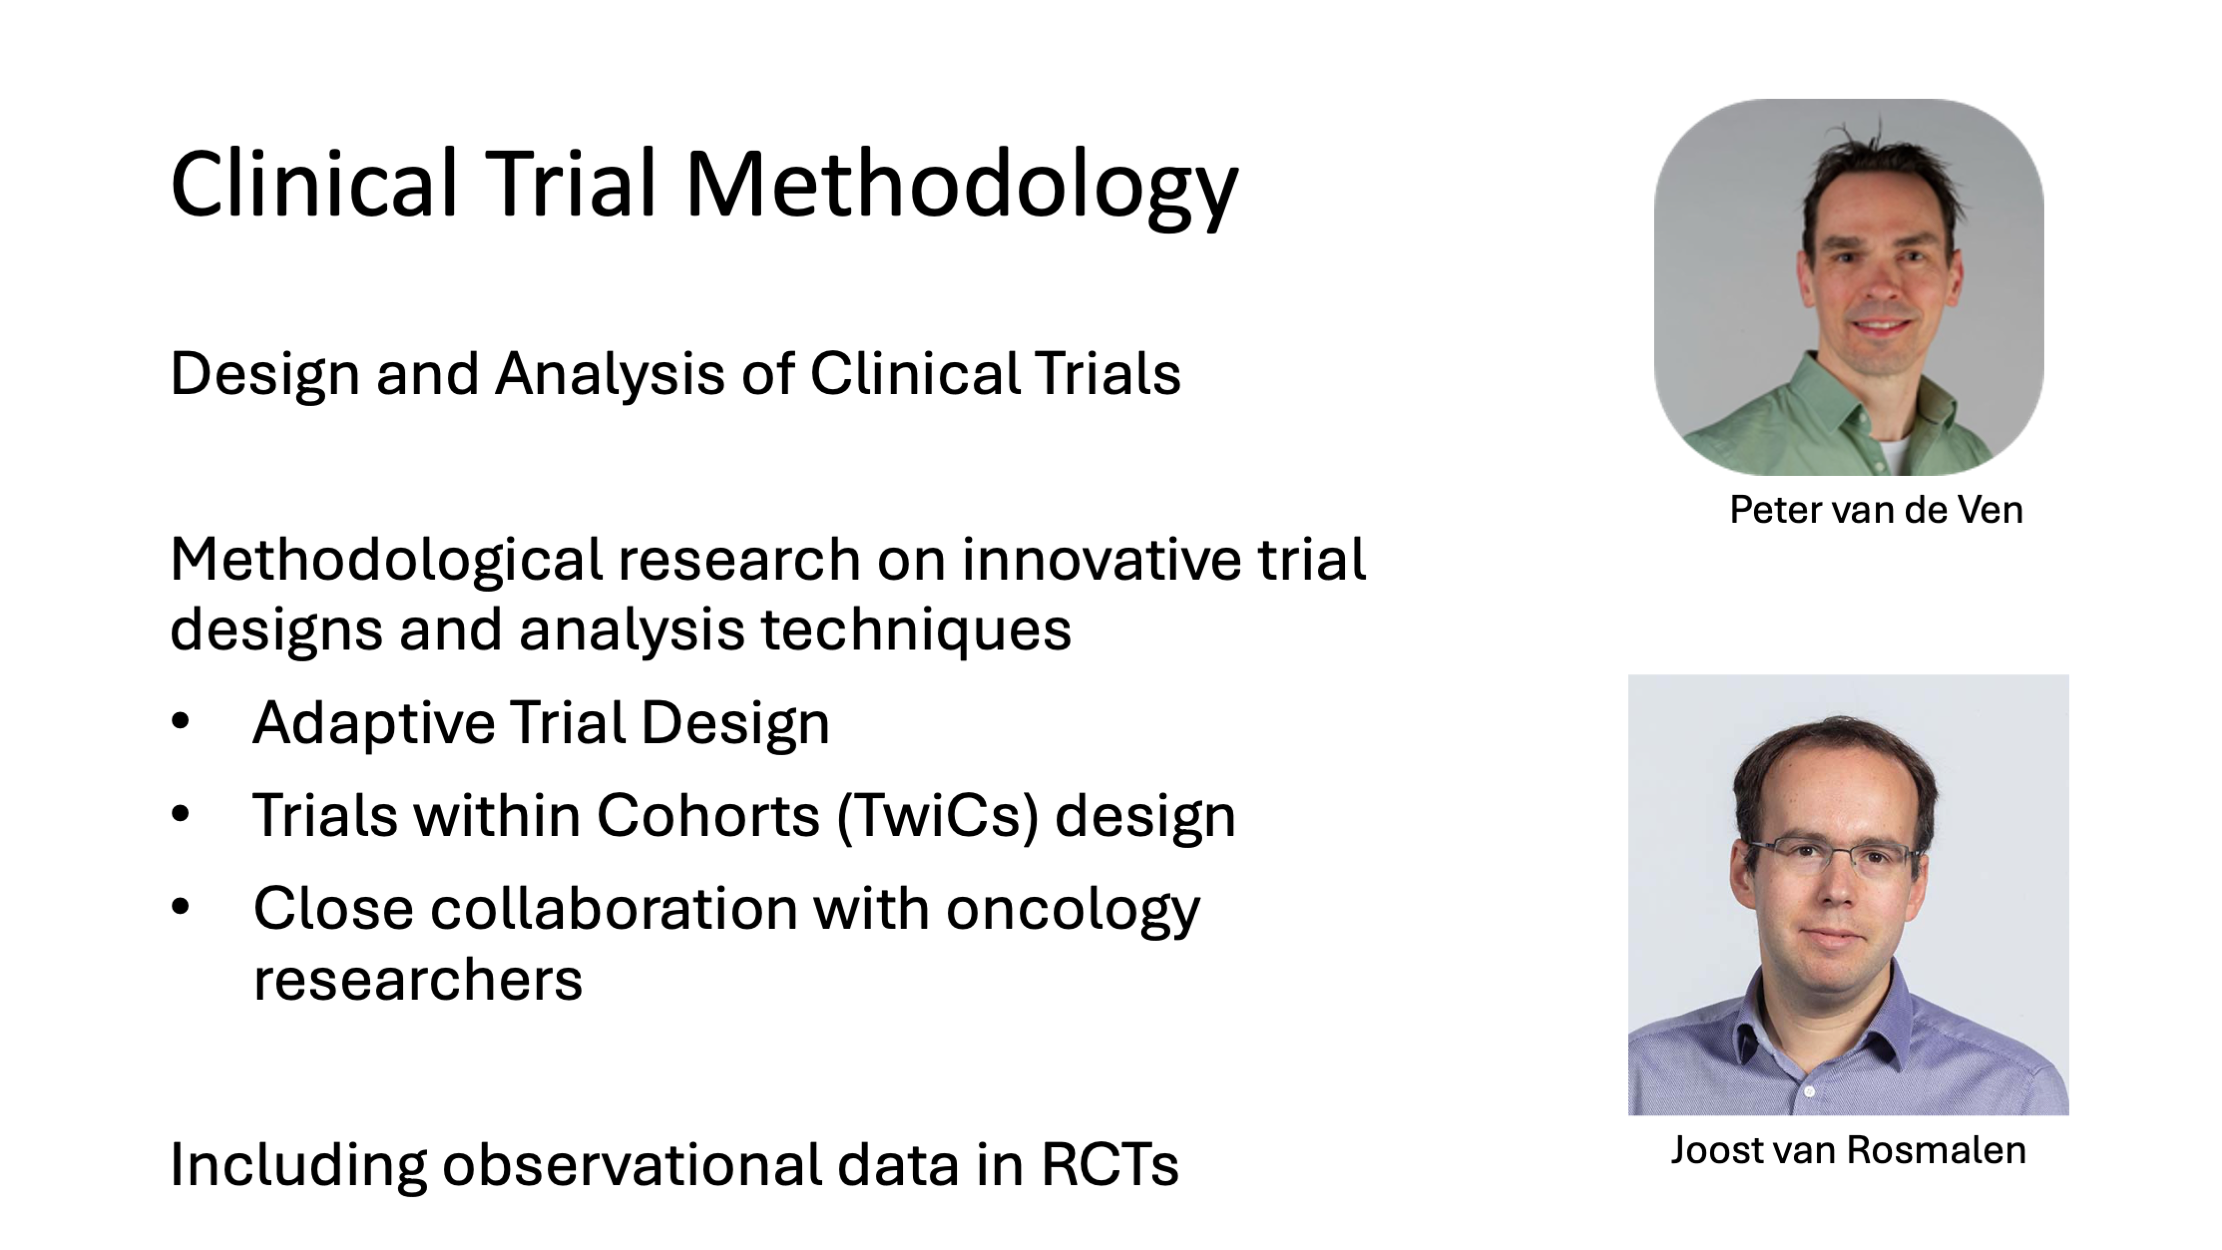 Clinical Trial Methodology
Design and Analysis of Clinical Trials
Methodological research on innovative trial
designs and analysis techniques
• Adaptive Trial Design
• Trials within Cohorts (TwiCs) design
• Close collaboration with oncology
researchers
Including observational data in RCTs
Peter van de Ven
Joost van Rosmalen